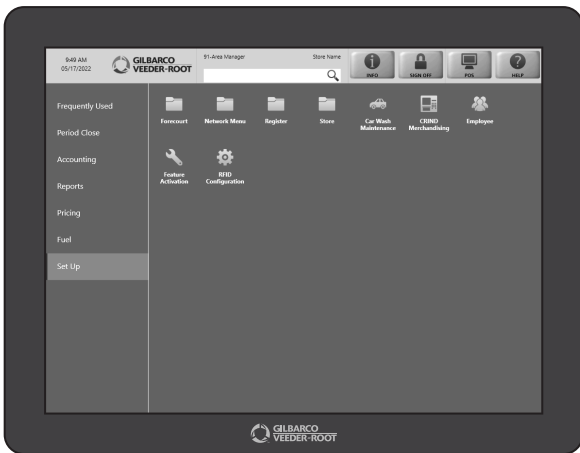 9:49 AM
05/17/2022
GILBARCO
VEEDER-ROOT
91-Area Manager
Store Name
INFO
SIGN OFF
POS
HELP
Frequently Used
Period Close
Accounting
Reports
Pricing
Fuel
Set Up
Forecourt
Network Menu
Register
Store
Car Wash
Maintenance
CRIND
Merchandising
Employee
Feature
Activation
RFID
Configuration
GILBARCO
VEEDER-ROOT